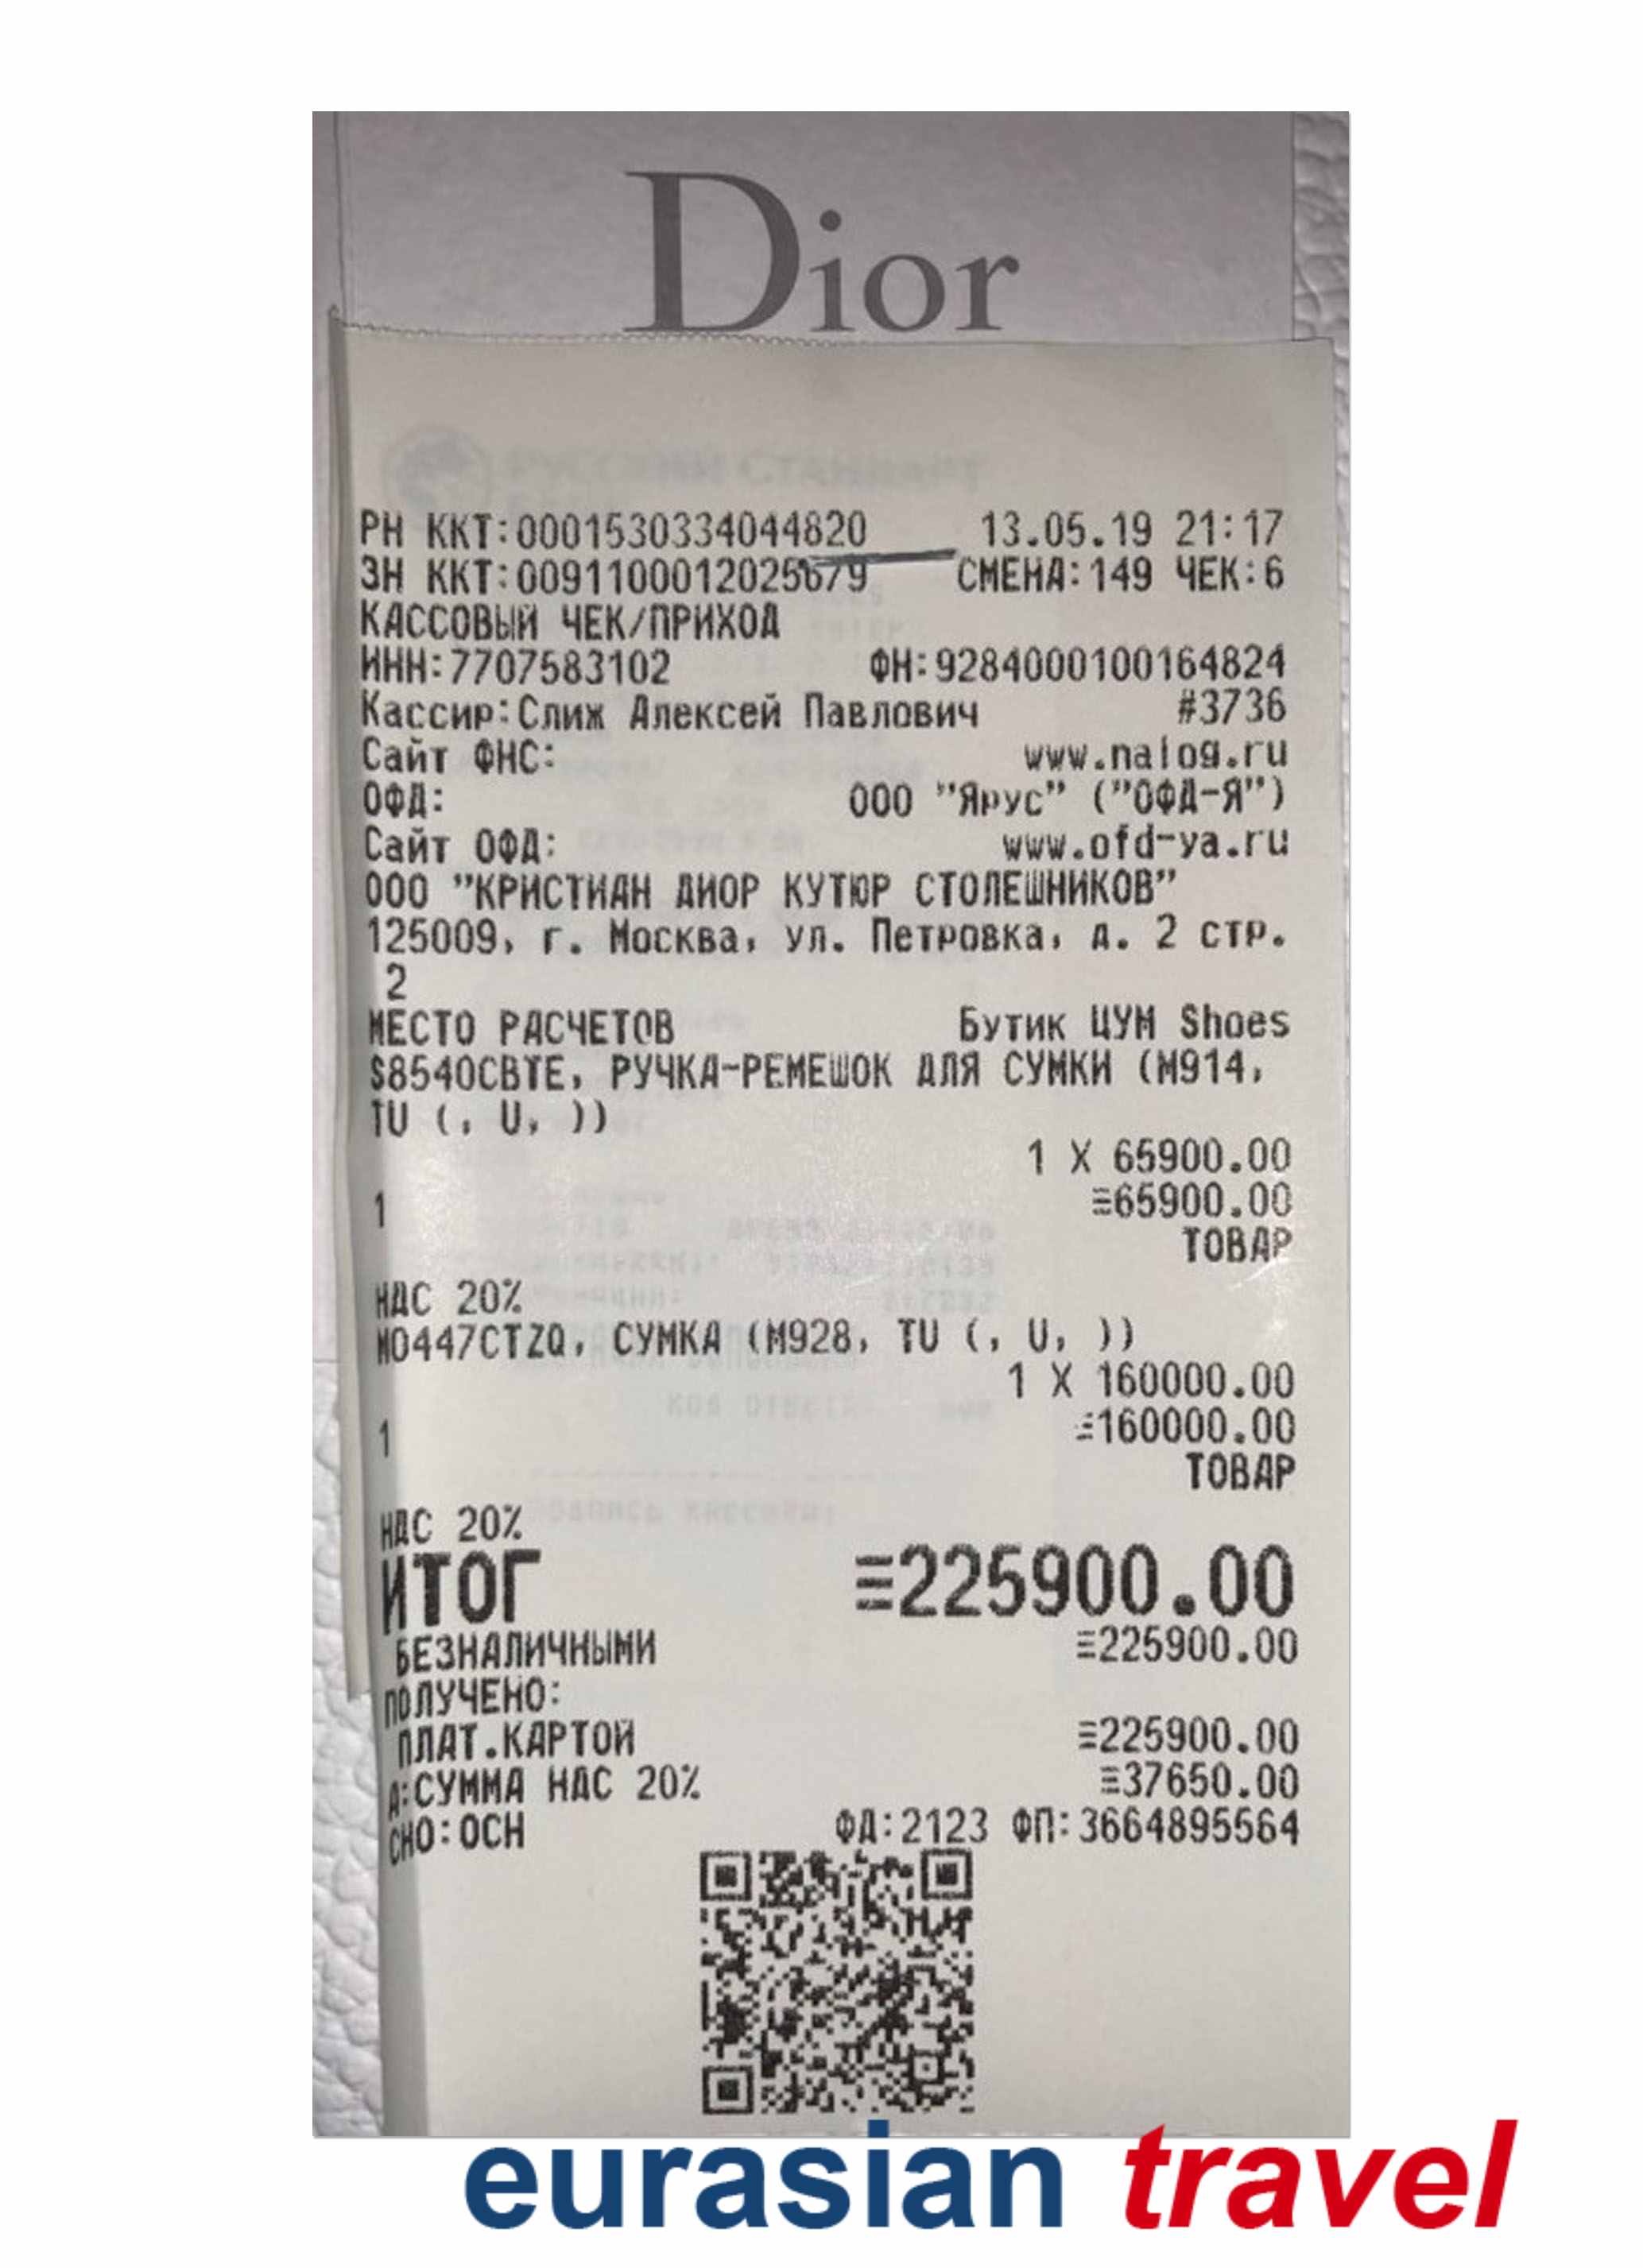 Dior
РН ККТ:0001530334044820 13.05.19 21:17
ЗН ККТ:0091100012025679 СМЕНА:149 ЧЕК:6
КАССОВЫЙ ЧЕК/ПРИХОД
ИНН:7707583102 ФН:9284000100164824
Кассир:Слиж Алексей Павлович #3736
Сайт ФНС: www.nalog.ru
ОФД: ООО "Ярус" ("ОФД-Я")
Сайт ОФД: www.ofd-ya.ru
ООО "КРИСТИАН ДИОР КУТЮР СТОЛЕШНИКОВ"
125009, г. Москва, ул. Петровка, д. 2 стр.
2
МЕСТО РАСЧЕТОВ Бутик ЦУМ Shoes
S8540CBTE, РУЧКА-РЕМЕШОК ДЛЯ СУМКИ (M914,
TU (, U, ))
1 X 65900.00
1 ≡65900.00
ТОВАР
НДС 20%
M0447CTZQ, СУМКА (M928, TU (, U, ))
1 X 160000.00
1 ≡160000.00
ТОВАР
НДС 20%
ИТОГ ≡225900.00
БЕЗНАЛИЧНЫМИ ≡225900.00
ПОЛУЧЕНО:
ПЛАТ.КАРТОЙ ≡225900.00
А:СУММА НДС 20% ≡37650.00
СНО:ОСН ФД:2123 ФП:3664895564
eurasian travel